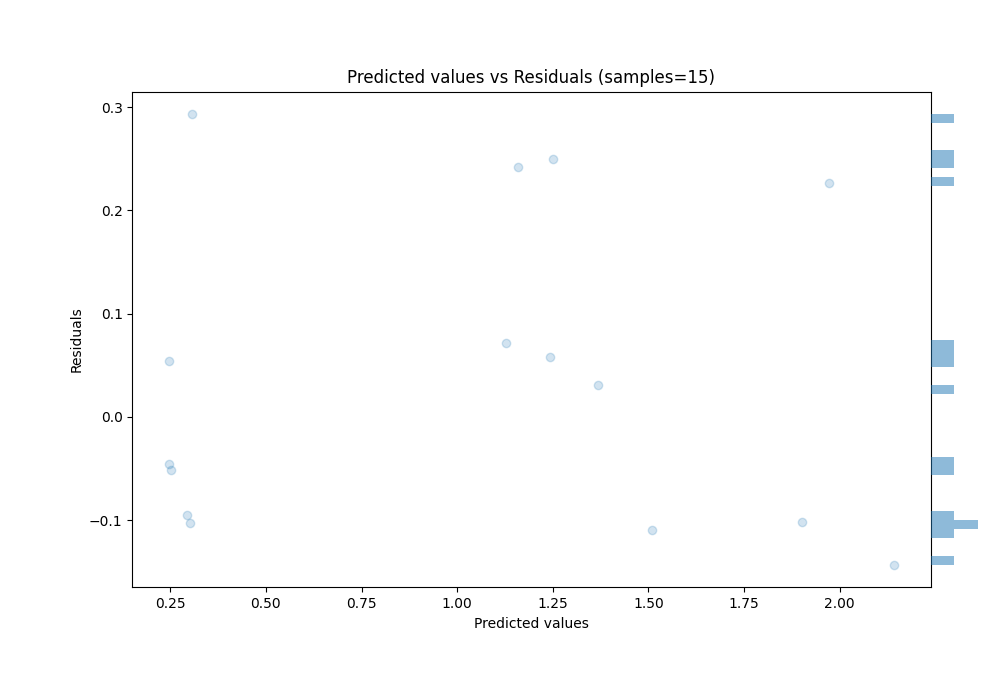 Predicted values vs Residuals (samples=15)
0.3
0.2
0.1
0.0
−0.1
Residuals
0.25 0.50 0.75 1.00 1.25 1.50 1.75 2.00
Predicted values